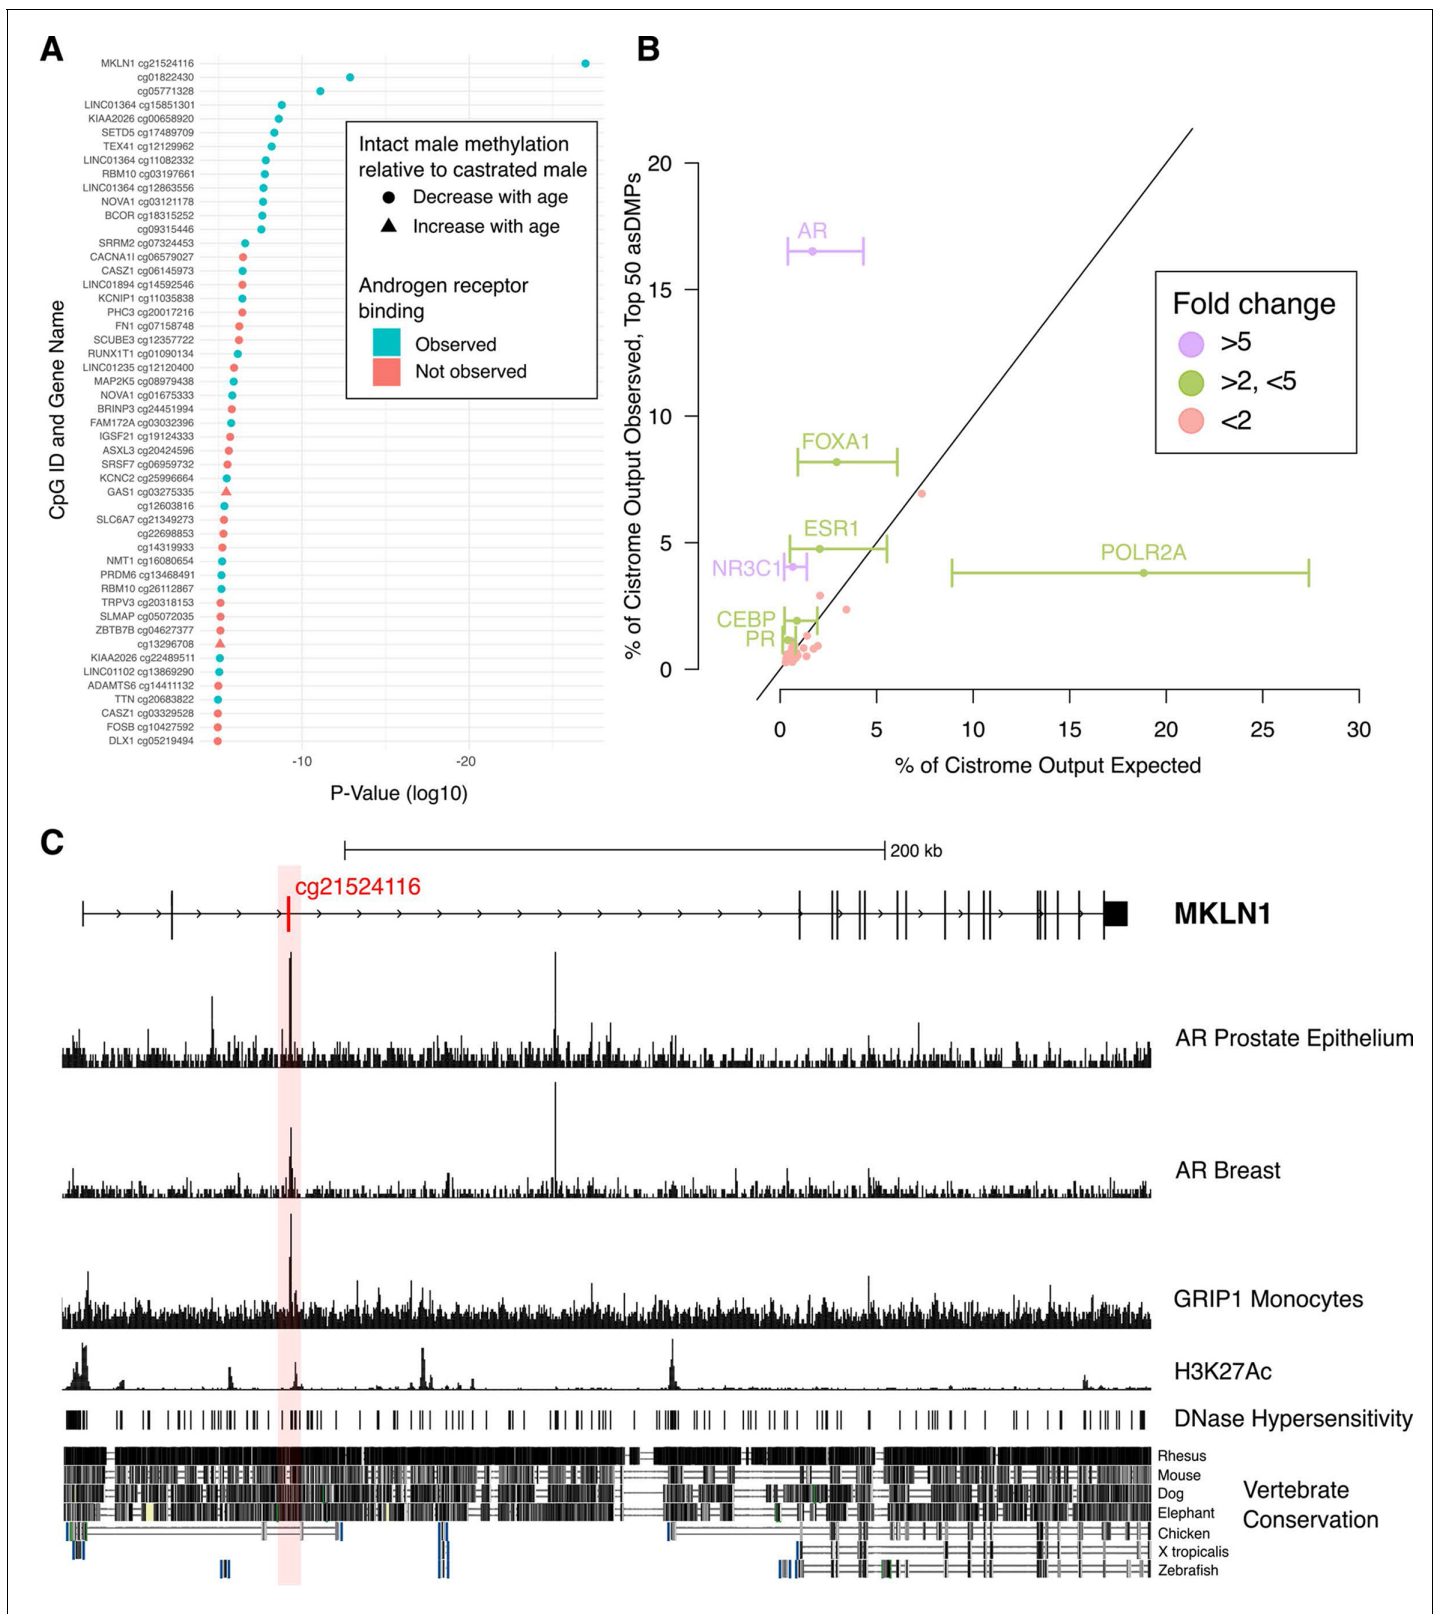 A
MKLN1 cg21524116
cg01822430
cg05771328
LINC01364 cg15851301
KIAA2026 cg00658920
SETD5 cg17489709
TEX41 cg12129962
LINC01364 cg11082332
RBM10 cg03197661
LINC01364 cg12863556
NOVA1 cg03121178
BCOR cg18315252
cg09315446
SRRM2 cg07324453
CACNA1I cg06579027
CASZ1 cg06145973
LINC01894 cg14592546
KCNIP1 cg11035838
PHC3 cg20017216
FN1 cg07158748
SCUBE3 cg12357722
RUNX1T1 cg01090134
LINC01235 cg12120400
MAP2K5 cg08979438
NOVA1 cg01675333
BRINP3 cg24451994
FAM172A cg03032396
IGSF21 cg19124333
ASXL3 cg20424596
SRSF7 cg06959732
KCNC2 cg25996664
GAS1 cg03275335
cg12603816
SLC6A7 cg21349273
cg22698853
cg14319933
NMT1 cg16080654
PRDM6 cg13468491
RBM10 cg26112867
TRPV3 cg20318153
SLMAP cg05072035
ZBTB7B cg04627377
cg13296708
KIAA2026 cg22489511
LINC01102 cg13869290
ADAMTS6 cg14411132
TTN cg20683822
CASZ1 cg03329528
FOSB cg10427592
DLX1 cg05219494
CpG ID and Gene Name
-10
-20
P-Value (log10)
Intact male methylation
relative to castrated male
Decrease with age
Increase with age
Androgen receptor
binding
Observed
Not observed
B
% of Cistrome Output Obsersved, Top 50 asDMPs
20
15
10
5
0
AR
FOXA1
ESR1
NR3C1
POLR2A
CEBP
PR
Fold change
>5
>2, <5
<2
0
5
10
15
20
25
30
% of Cistrome Output Expected
C
200 kb
cg21524116
MKLN1
AR Prostate Epithelium
AR Breast
GRIP1 Monocytes
H3K27Ac
DNase Hypersensitivity
Rhesus
Mouse
Dog
Elephant
Chicken
X tropicalis
Zebrafish
Vertebrate
Conservation